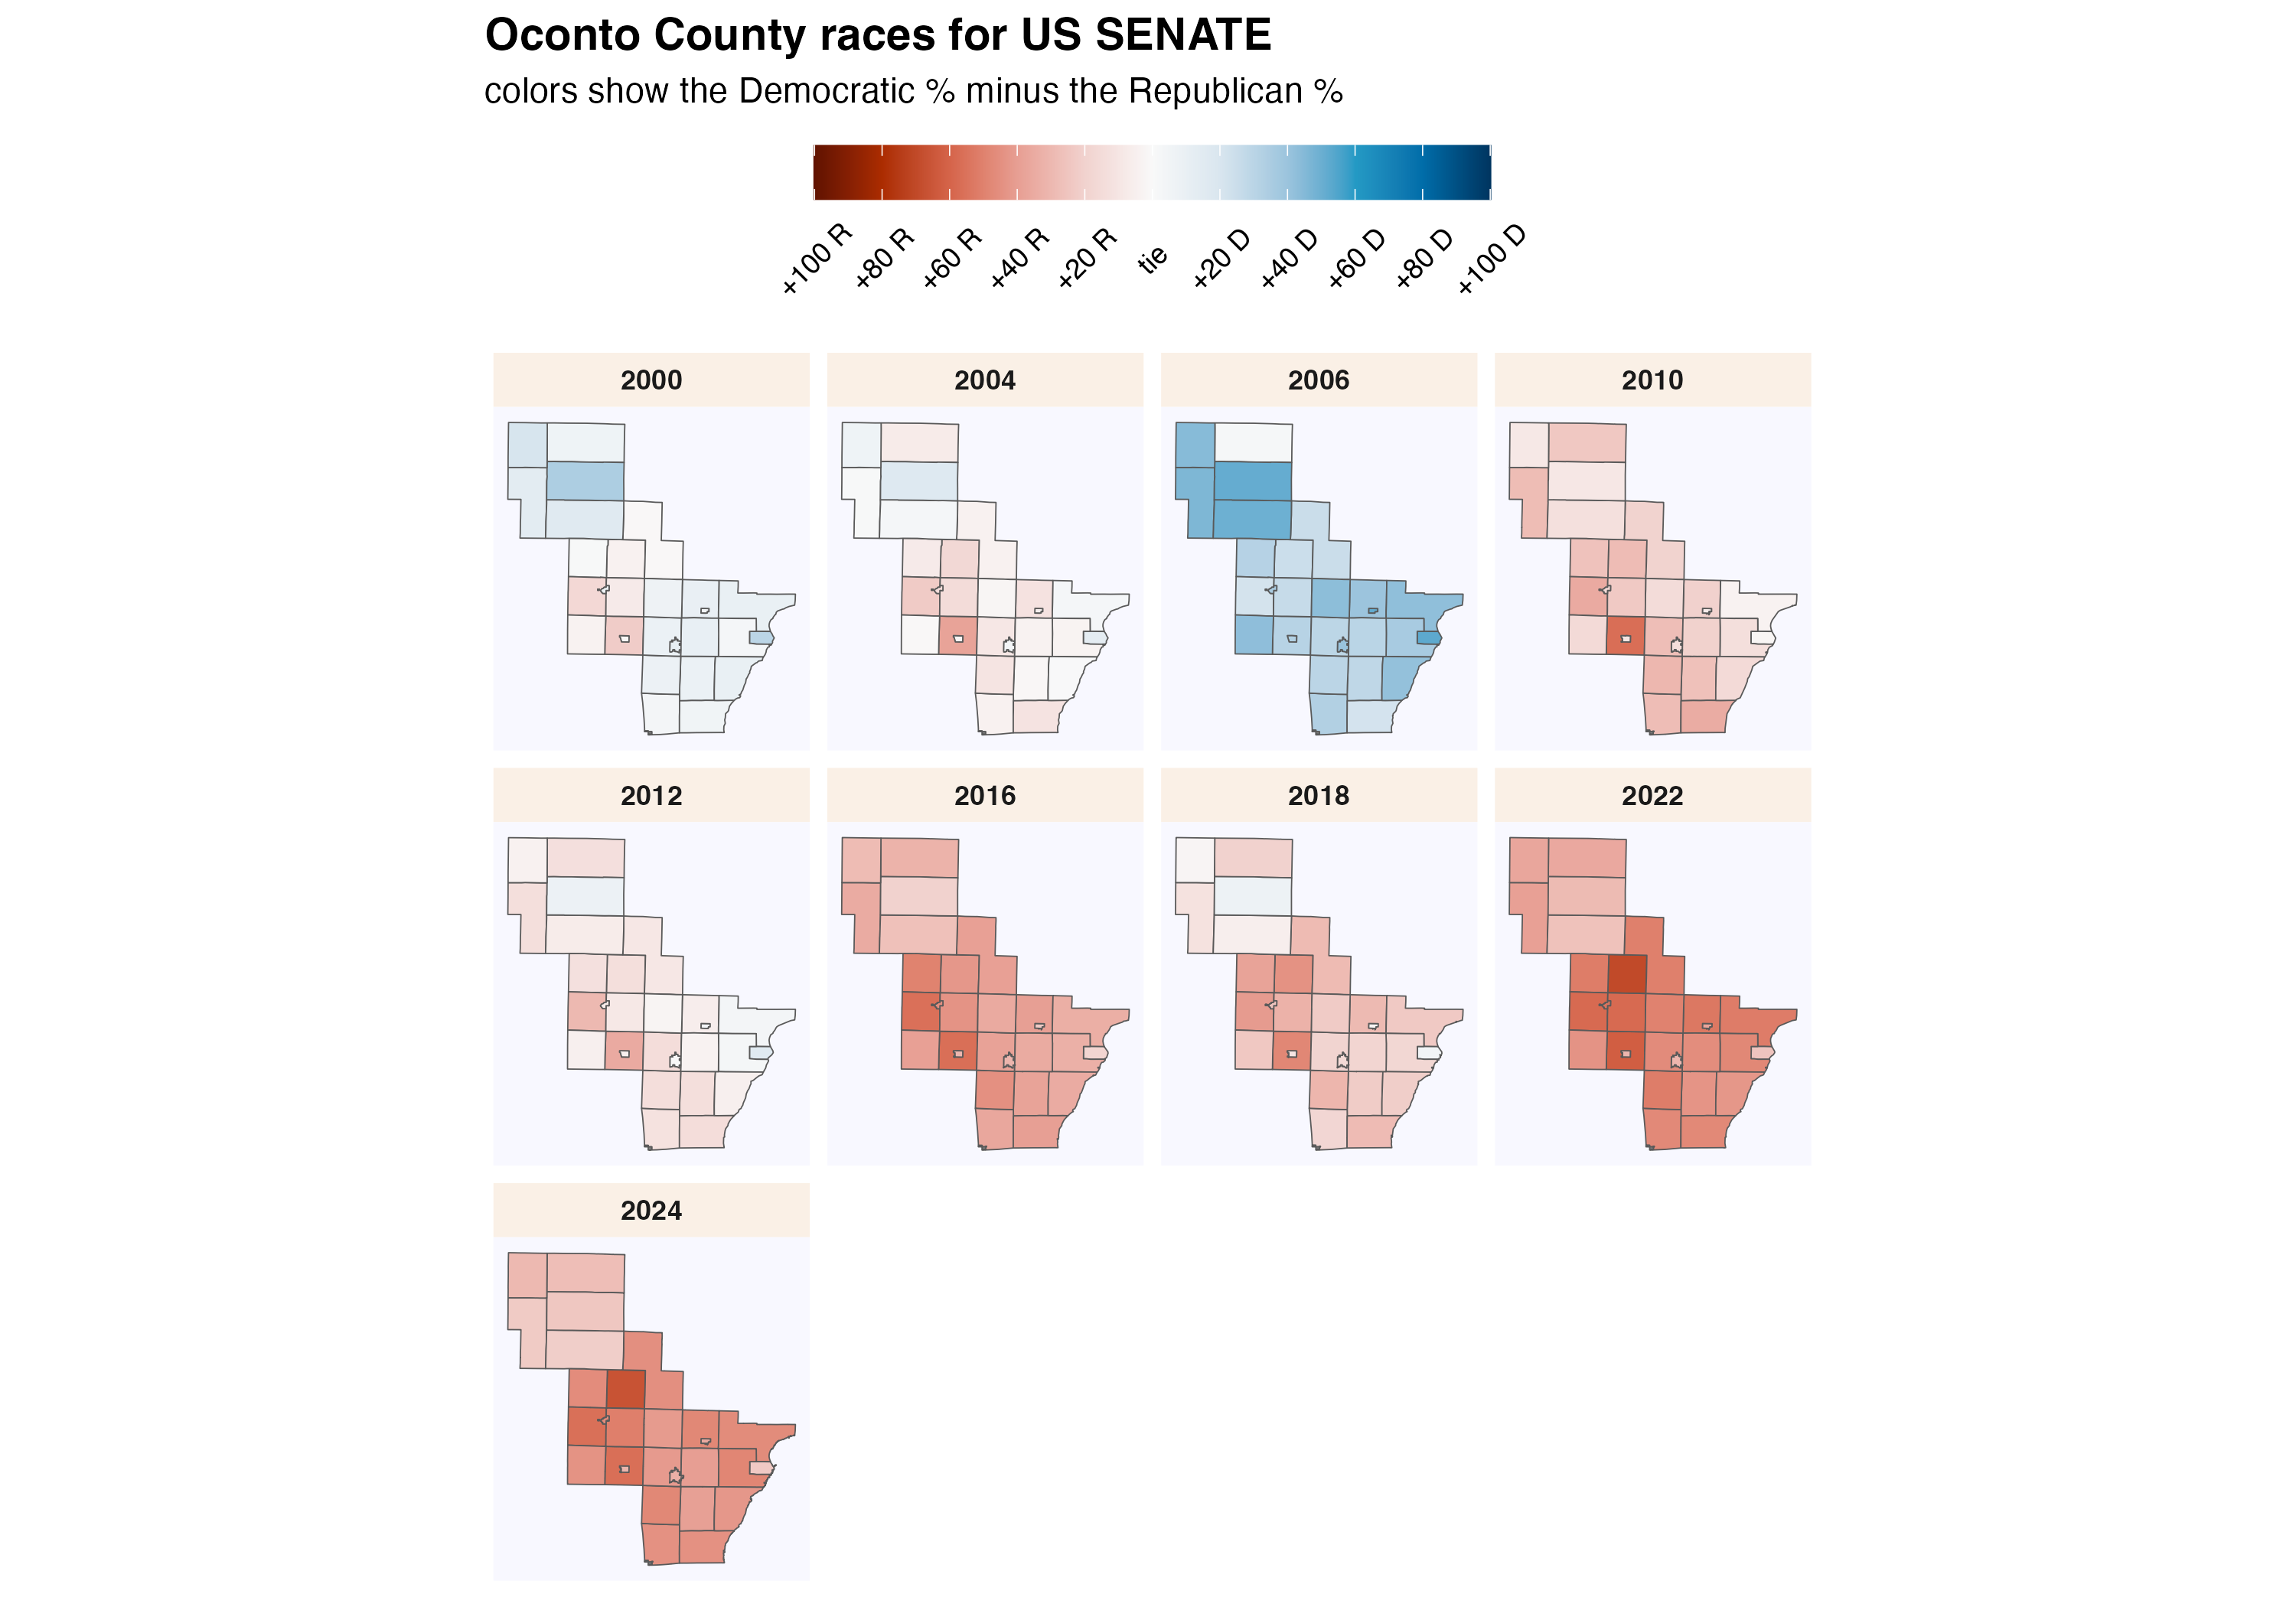 Oconto County races for US SENATE
colors show the Democratic % minus the Republican %
+100 R +80 R +60 R +40 R +20 R tie +20 D +40 D +60 D +80 D +100 D
2000 2004 2006 2010
2012 2016 2018 2022
2024